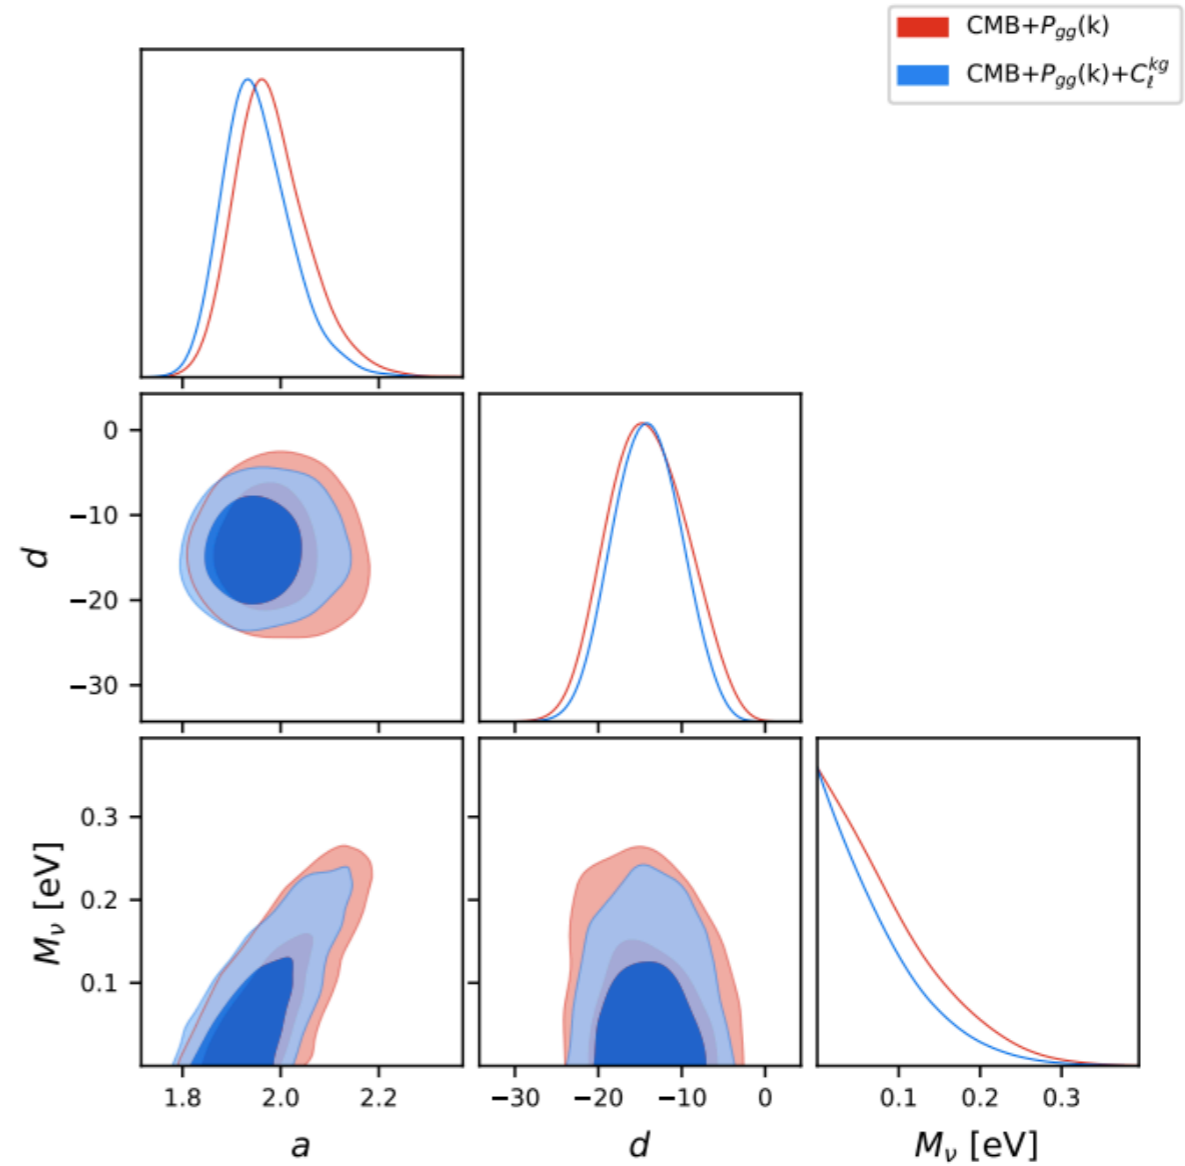 CMB+P_gg(k)
CMB+P_gg(k)+C_ℓ^kg
0
−10
−20
−30
d
0.3
0.2
0.1
M_ν [eV]
1.8 2.0 2.2
−30 −20 −10 0
0.1 0.2 0.3
a
d
M_ν [eV]